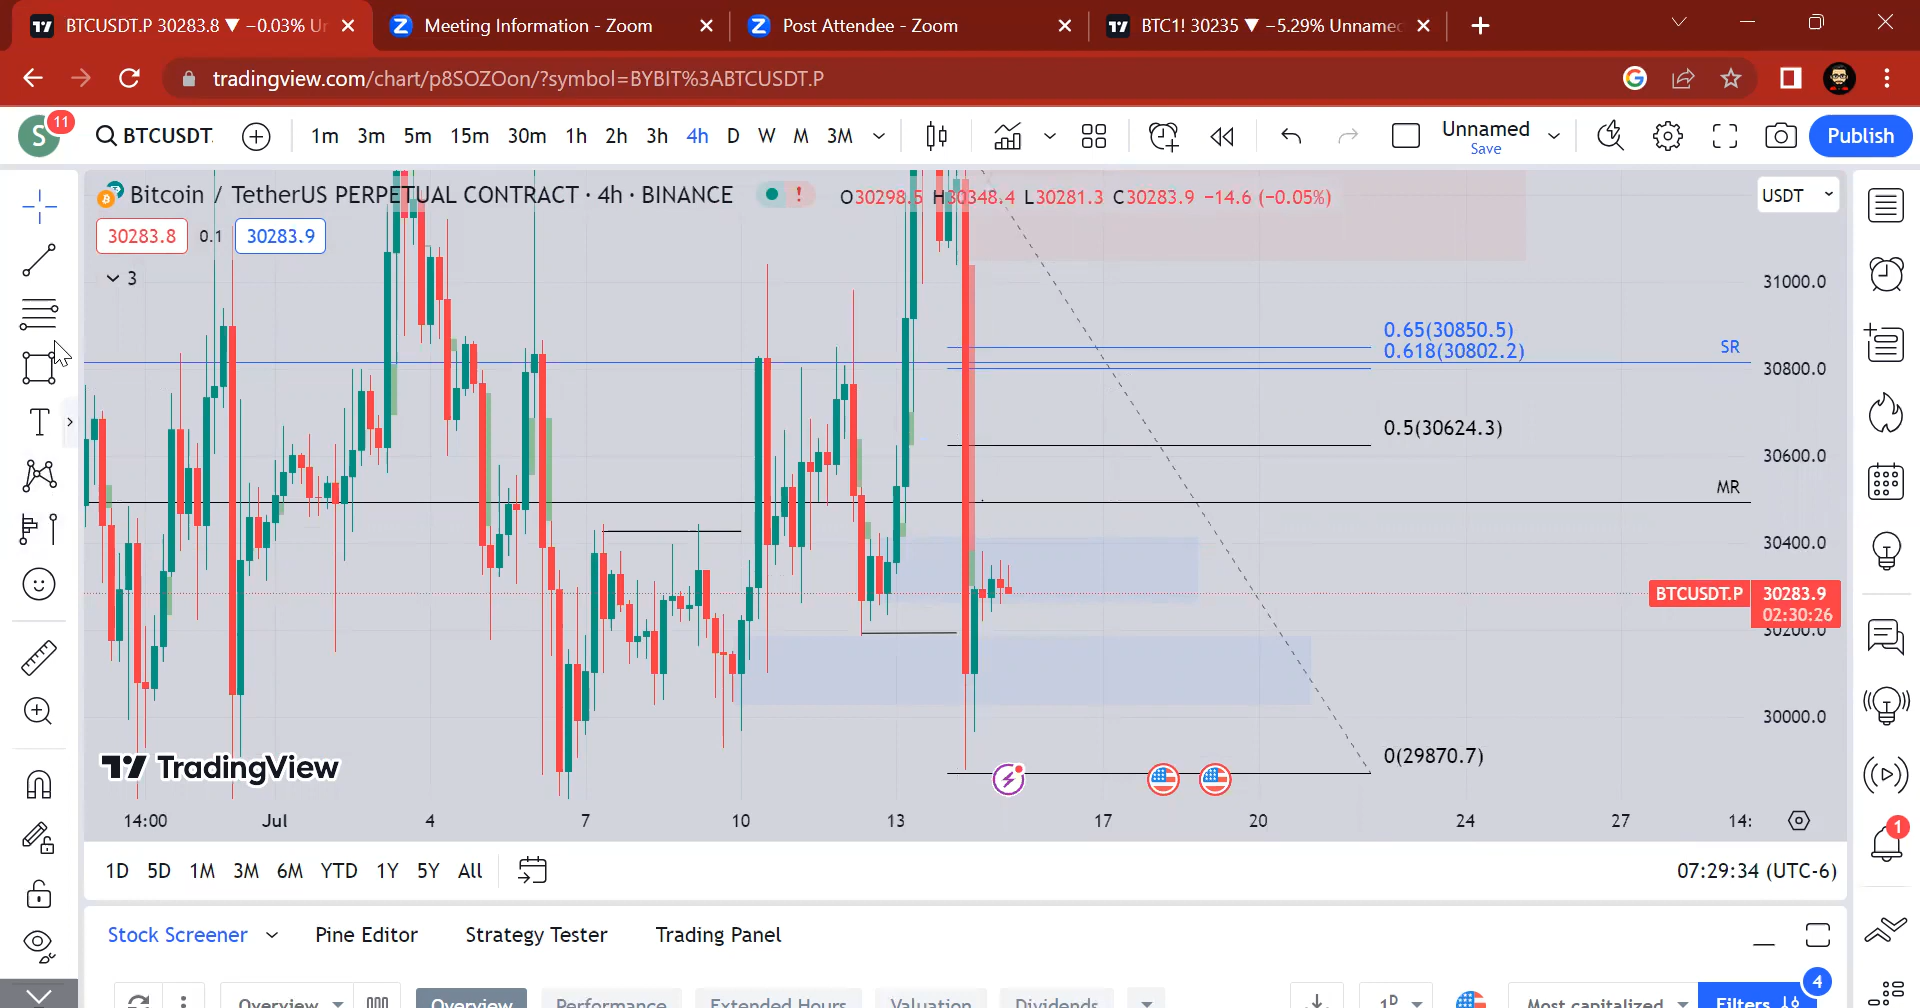 BTCUSDT.P 30283.8 ▼ −0.03% Ur
Meeting Information - Zoom
Post Attendee - Zoom
BTC1! 30235 ▼ −5.29% Unnamec
tradingview.com/chart/p8SOZOon/?symbol=BYBIT%3ABTCUSDT.P
S 11 BTCUSDT. 1m 3m 5m 15m 30m 1h 2h 3h 4h D W M 3M Unnamed Publish
Save
Bitcoin / TetherUS PERPETUAL CONTRACT · 4h · BINANCE ! O30298.5 H30348.4 L30281.3 C30283.9 −14.6 (−0.05%) USDT
30283.8 0.1 30283.9
3
31000.0
0.65(30850.5)
0.618(30802.2)
SR
30800.0
0.5(30624.3)
30600.0
MR
T
30400.0
BTCUSDT.P 30283.9
02:30:26
30200.0
30000.0
0(29870.7)
TradingView
14:00 Jul 4 7 10 13 17 20 24 27 14:
1
1D 5D 1M 3M 6M YTD 1Y 5Y All 07:29:34 (UTC-6)
Stock Screener Pine Editor Strategy Tester Trading Panel
4
Overview Overview Performance Extended Hours Valuation Dividends 1D Most capitalized Filters